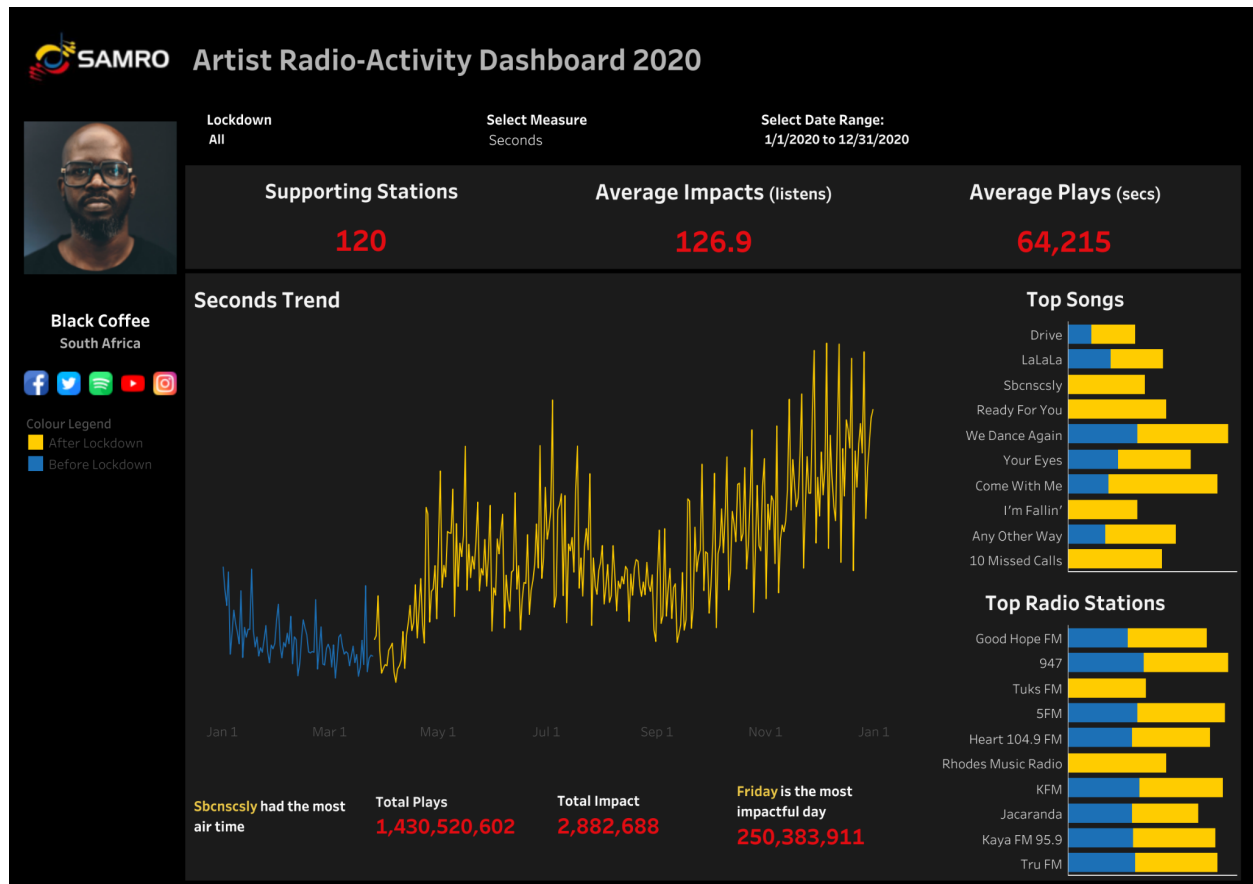 SAMRO
Artist Radio-Activity Dashboard 2020
Lockdown
All
Select Measure
Seconds
Select Date Range:
1/1/2020 to 12/31/2020
Supporting Stations
120
Average Impacts (listens)
126.9
Average Plays (secs)
64,215
Black Coffee
South Africa
Colour Legend
After Lockdown
Before Lockdown
Seconds Trend
Jan 1
Mar 1
May 1
Jul 1
Sep 1
Nov 1
Jan 1
Sbcnscsly had the most
air time
Total Plays
1,430,520,602
Total Impact
2,882,688
Friday is the most
impactful day
250,383,911
Top Songs
Drive
LaLaLa
Sbcnscsly
Ready For You
We Dance Again
Your Eyes
Come With Me
I'm Fallin'
Any Other Way
10 Missed Calls
Top Radio Stations
Good Hope FM
947
Tuks FM
5FM
Heart 104.9 FM
Rhodes Music Radio
KFM
Jacaranda
Kaya FM 95.9
Tru FM